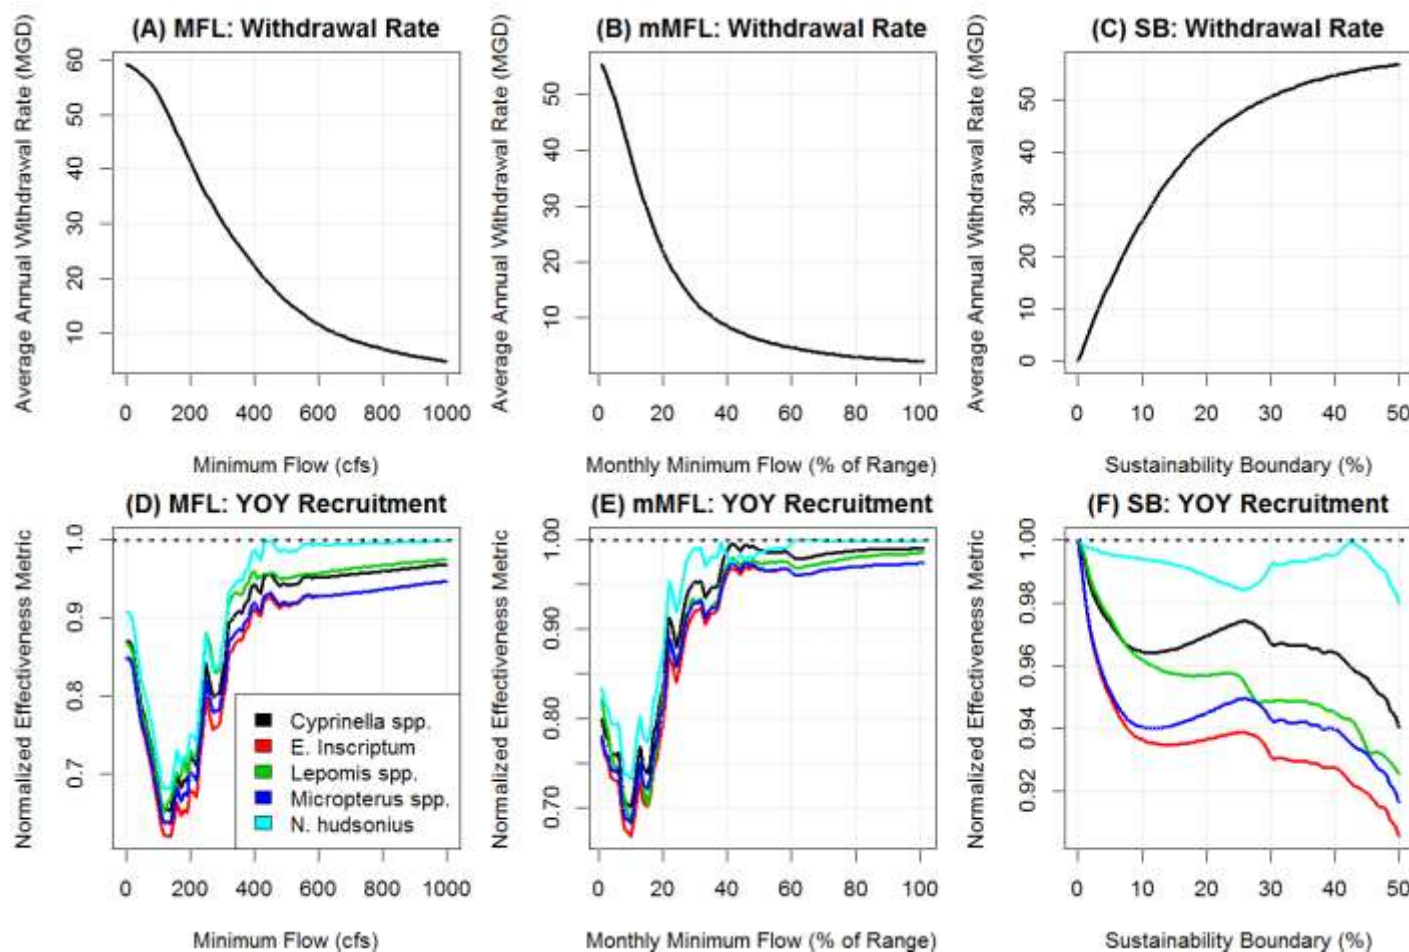 (A) MFL: Withdrawal Rate
Average Annual Withdrawal Rate (MGD)
60
50
40
30
20
10
0 200 400 600 800 1000
Minimum Flow (cfs)
(B) mMFL: Withdrawal Rate
Average Annual Withdrawal Rate (MGD)
50
40
30
20
10
0 20 40 60 80 100
Monthly Minimum Flow (% of Range)
(C) SB: Withdrawal Rate
Average Annual Withdrawal Rate (MGD)
50
40
30
20
10
0
0 10 20 30 40 50
Sustainability Boundary (%)
(D) MFL: YOY Recruitment
Normalized Effectiveness Metric
1.0
0.9
0.8
0.7
Cyprinella spp.
E. Inscriptum
Lepomis spp.
Micropterus spp.
N. hudsonius
0 200 400 600 800 1000
Minimum Flow (cfs)
(E) mMFL: YOY Recruitment
Normalized Effectiveness Metric
1.00
0.90
0.80
0.70
0 20 40 60 80 100
Monthly Minimum Flow (% of Range)
(F) SB: YOY Recruitment
Normalized Effectiveness Metric
1.00
0.98
0.96
0.94
0.92
0 10 20 30 40 50
Sustainability Boundary (%)